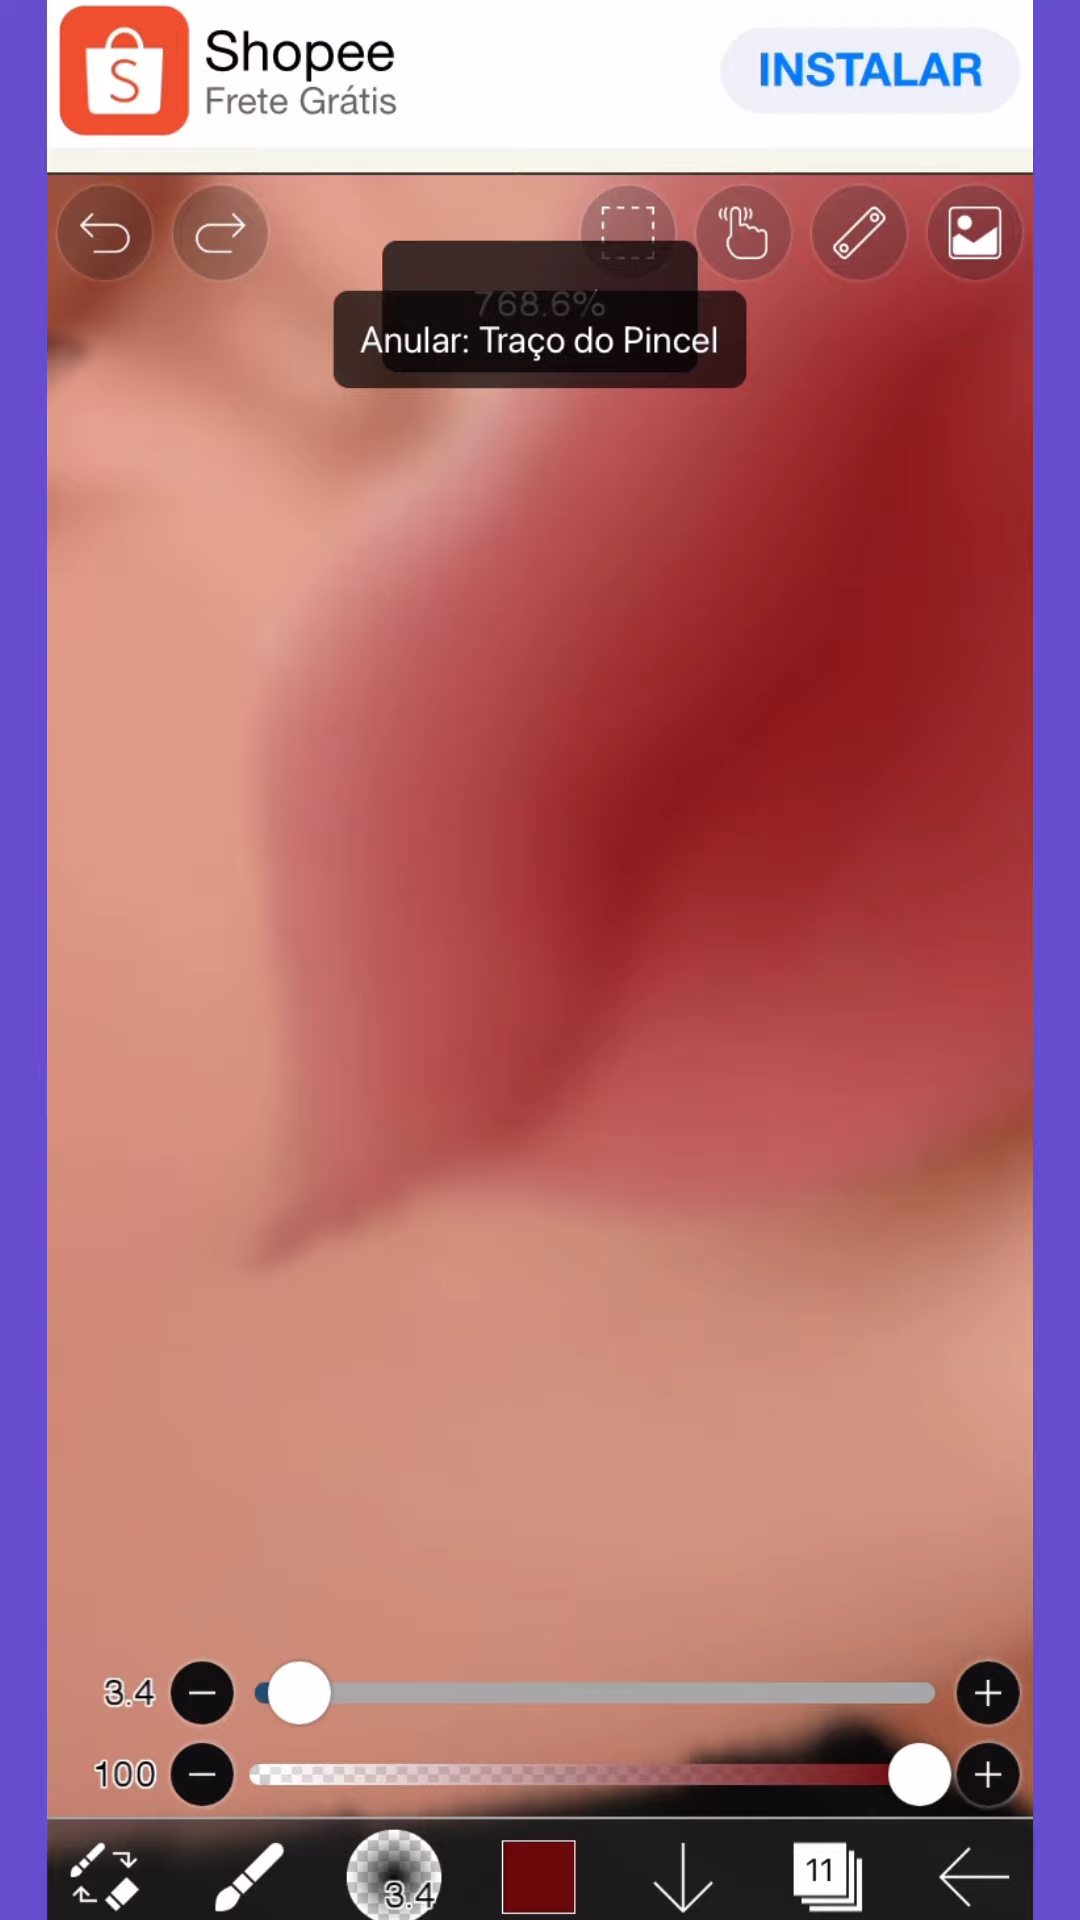 S
Shopee
Frete Grátis
INSTALAR
768.6%
Anular: Traço do Pincel
3.4
100
3.4
11